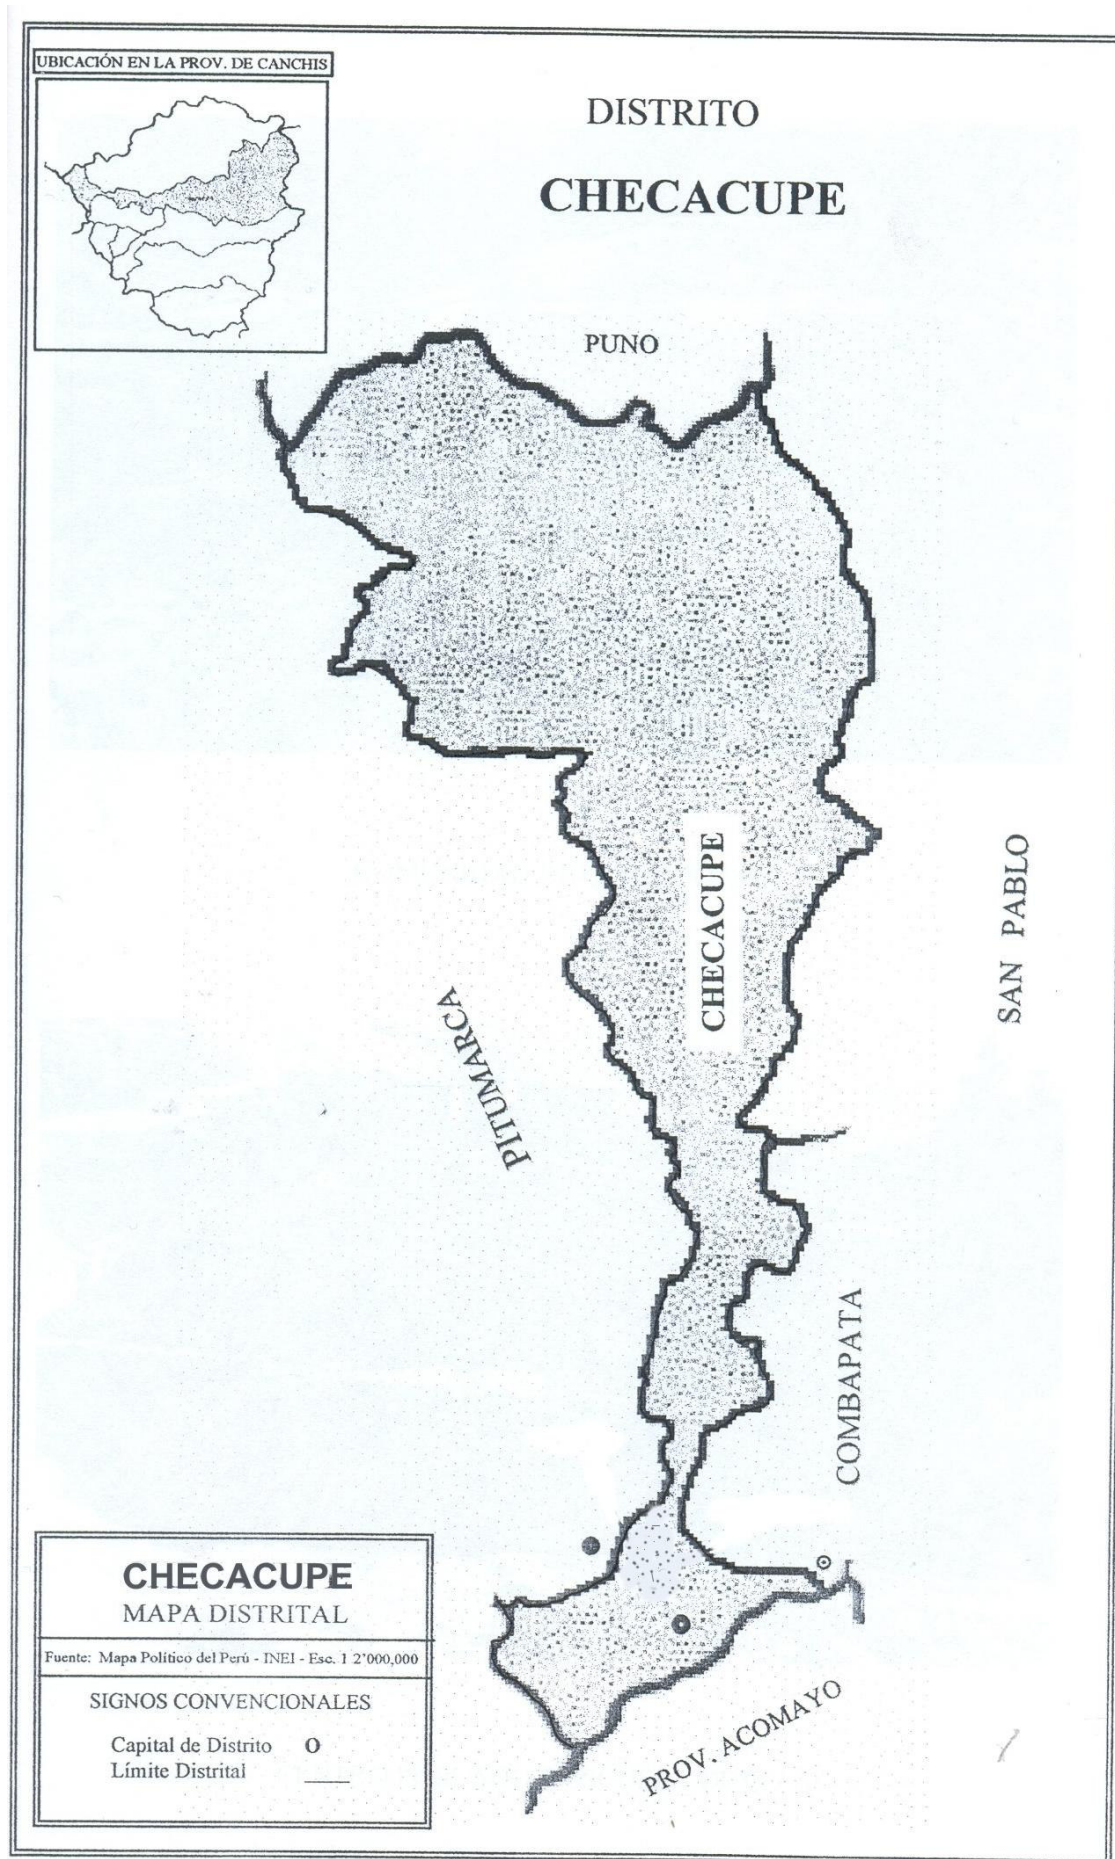 UBICACIÓN EN LA PROV. DE CANCHIS
DISTRITO
CHECACUPE
PUNO
CHECACUPE
SAN PABLO
PITUMARCA
COMBAPATA
PROV. ACOMAYO
CHECACUPE
MAPA DISTRITAL
Fuente: Mapa Político del Perú - INEI - Esc. 1 2'000,000
SIGNOS CONVENCIONALES
Capital de Distrito O
Límite Distrital